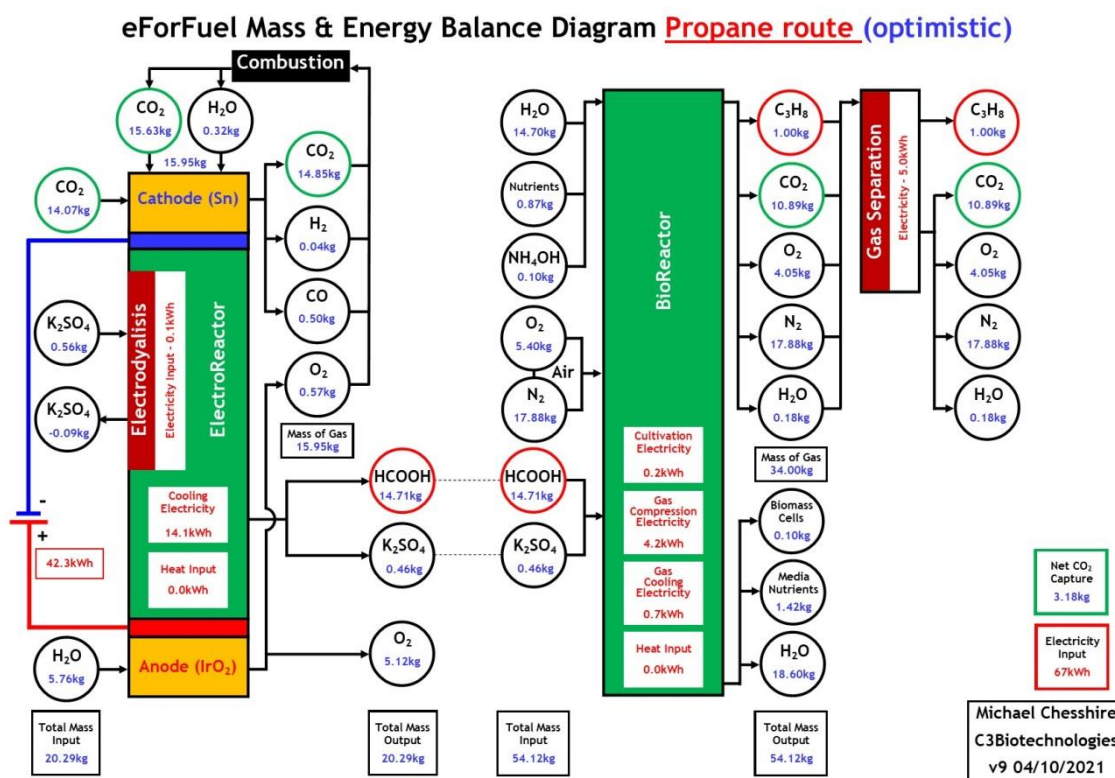 eForFuel Mass & Energy Balance Diagram Propane route (optimistic)
Combustion
CO₂
15.63kg
H₂O
0.32kg
15.95kg
CO₂
14.07kg
Cathode (Sn)
CO₂
14.85kg
H₂
0.04kg
CO
0.50kg
O₂
0.57kg
Mass of Gas
15.95kg
K₂SO₄
0.56kg
K₂SO₄
-0.09kg
Electrodyalisis
Electricity Input - 0.1kWh
ElectroReactor
Cooling
Electricity
14.1kWh
Heat Input
0.0kWh
-
+
42.3kWh
H₂O
5.76kg
Anode (IrO₂)
HCOOH
14.71kg
K₂SO₄
0.46kg
O₂
5.12kg
Total Mass
Input
20.29kg
Total Mass
Output
20.29kg
H₂O
14.70kg
Nutrients
0.87kg
NH₄OH
0.10kg
O₂
5.40kg
Air
N₂
17.88kg
HCOOH
14.71kg
K₂SO₄
0.46kg
Total Mass
Input
54.12kg
BioReactor
Cultivation
Electricity
0.2kWh
Gas
Compression
Electricity
4.2kWh
Gas
Cooling
Electricity
0.7kWh
Heat Input
0.0kWh
C₃H₈
1.00kg
CO₂
10.89kg
O₂
4.05kg
N₂
17.88kg
H₂O
0.18kg
Mass of Gas
34.00kg
Biomass
Cells
0.10kg
Media
Nutrients
1.42kg
H₂O
18.60kg
Total Mass
Output
54.12kg
Gas Separation
Electricity - 5.0kWh
C₃H₈
1.00kg
CO₂
10.89kg
O₂
4.05kg
N₂
17.88kg
H₂O
0.18kg
Net CO₂
Capture
3.18kg
Electricity
Input
67kWh
Michael Chesshire
C3Biotechnologies
v9 04/10/2021